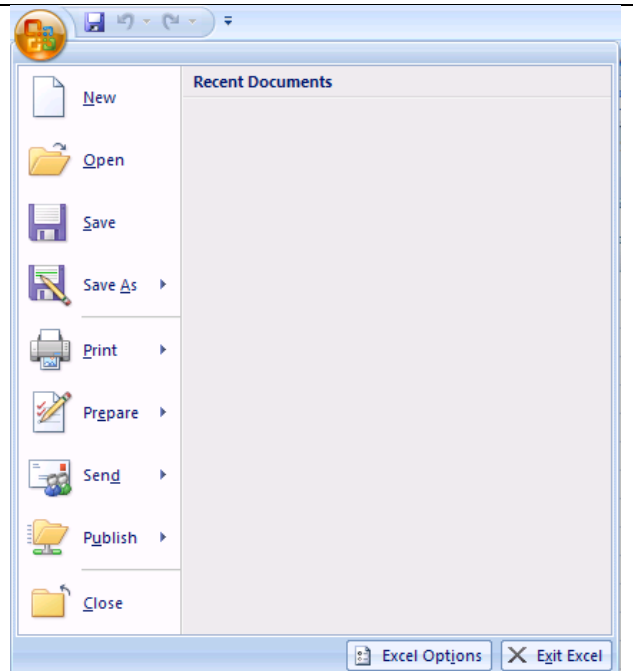 Recent Documents
New
Open
Save
Save As
Print
Prepare
Send
Publish
Close
Excel Options
Exit Excel